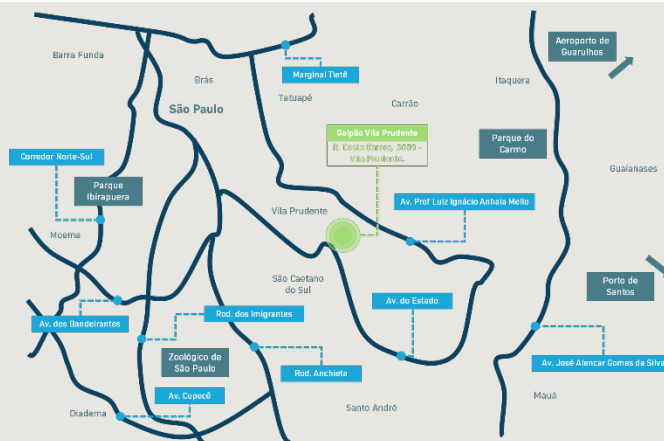 Aeroporto de
Guarulhos
Barra Funda
Marginal Tietê
Brás
Itaquera
Tatuapé
São Paulo
Carrão
Galpão Vila Prudente
R. Costa Barros, 3089 -
Vila Prudente.
Parque do
Carmo
Corredor Norte-Sul
Guaianases
Parque
Ibirapuera
Av. Prof Luiz Ignácio Anhaia Mello
Vila Prudente
Moema
São Caetano
do Sul
Porto de
Santos
Av. do Estado
Rod. dos Imigrantes
Av. dos Bandeirantes
Zoológico de
São Paulo
Av. José Alencar Gomes da Silva
Rod. Anchieta
Av. Cupecê
Mauá
Diadema
Santo André